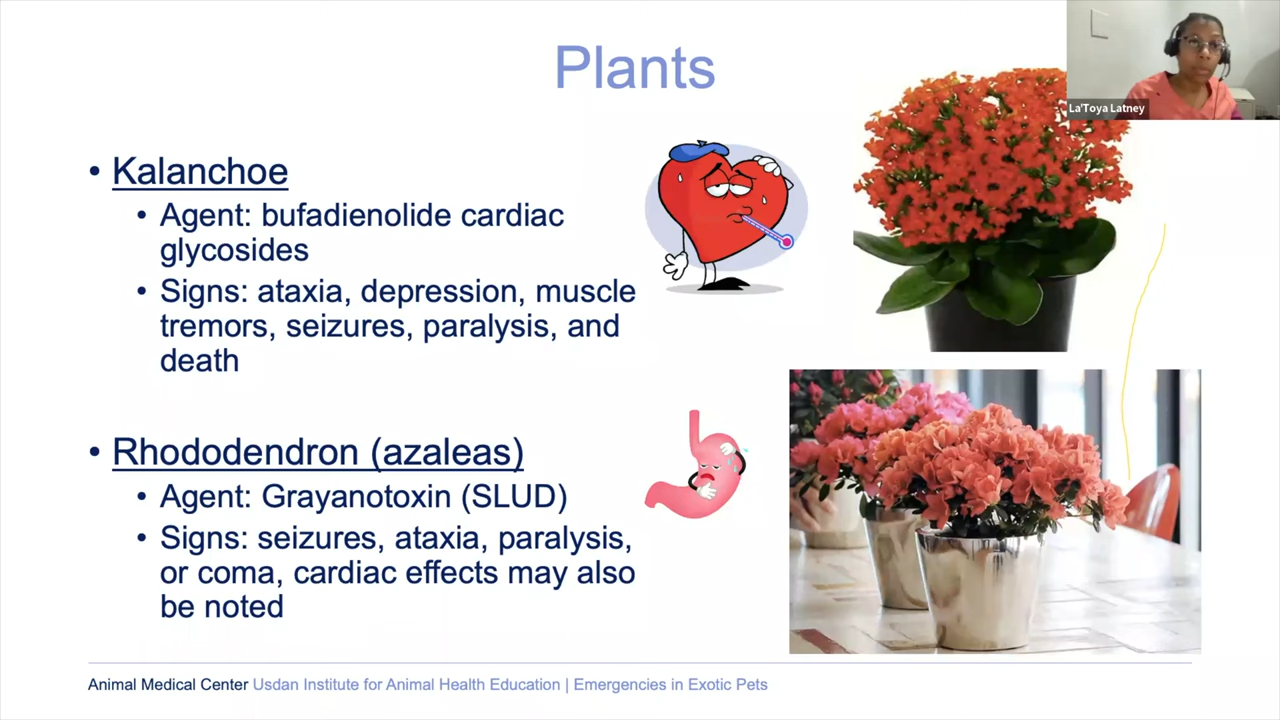 Plants
La'Toya Latney
• Kalanchoe
• Agent: bufadienolide cardiac
glycosides
• Signs: ataxia, depression, muscle
tremors, seizures, paralysis, and
death
• Rhododendron (azaleas)
• Agent: Grayanotoxin (SLUD)
• Signs: seizures, ataxia, paralysis,
or coma, cardiac effects may also
be noted
Animal Medical Center Usdan Institute for Animal Health Education | Emergencies in Exotic Pets